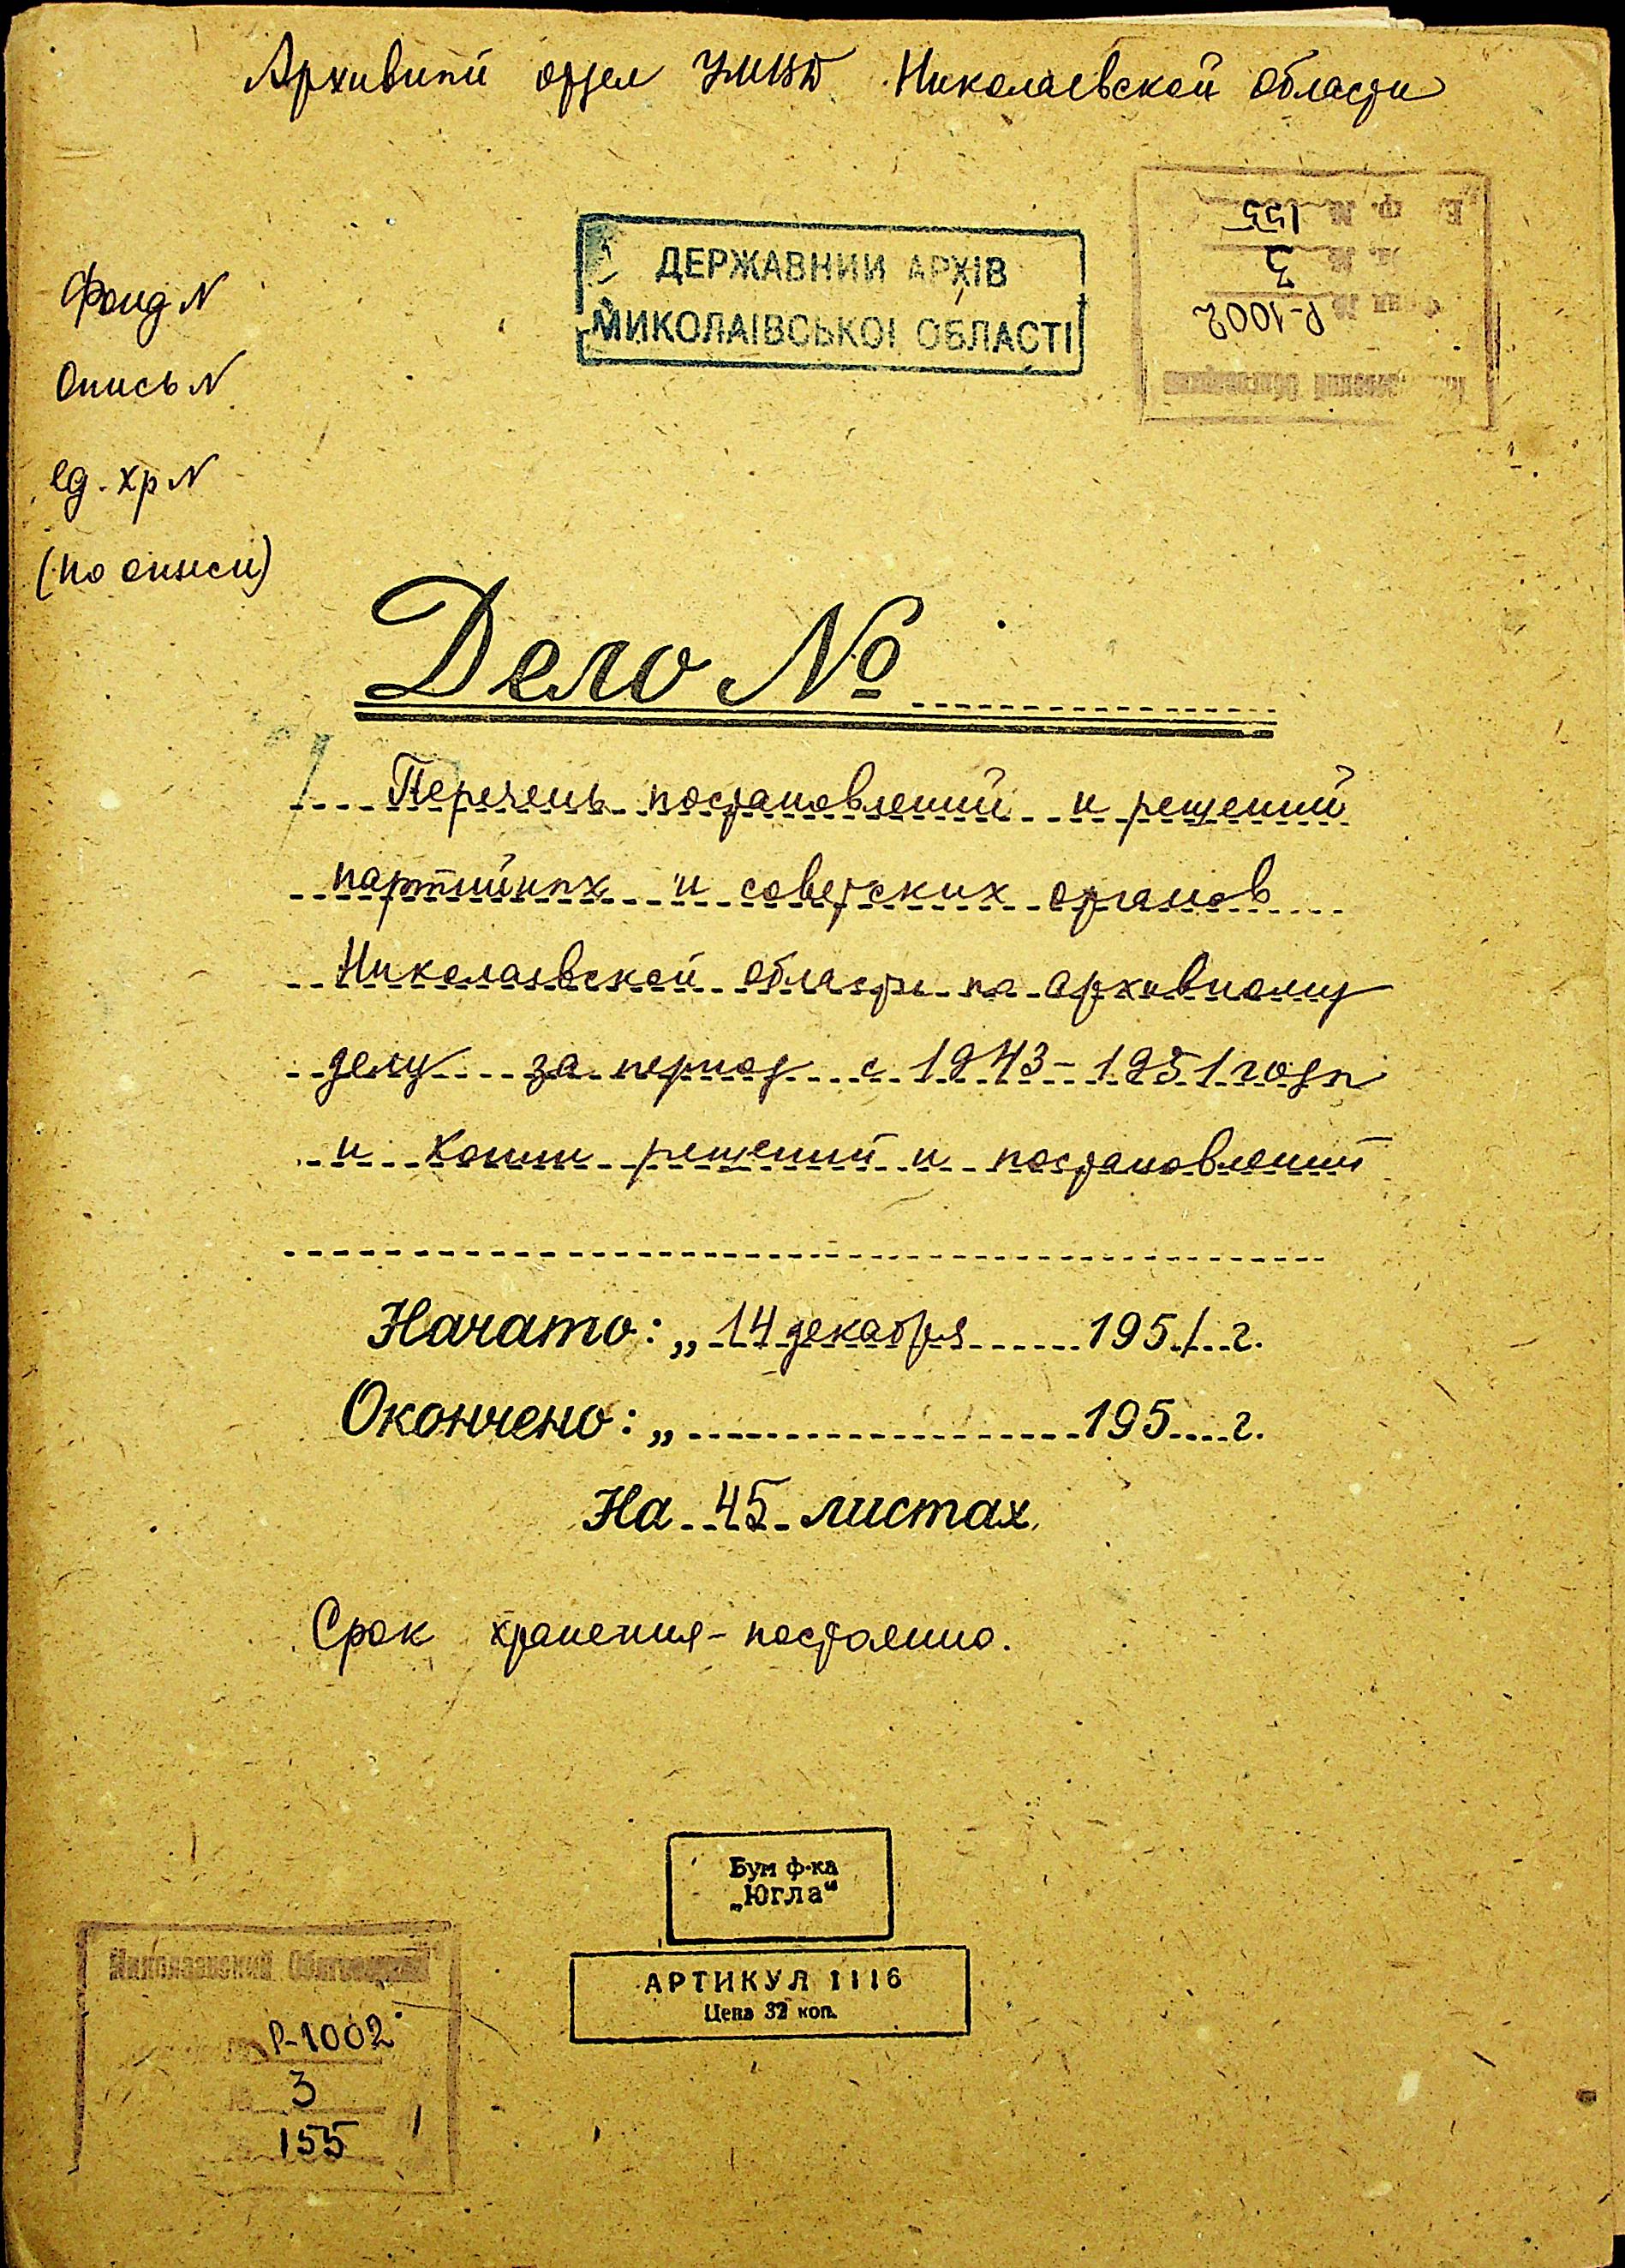 Архивный отдел УМВД Николаевской области
ДЕРЖАВНИЙ АРХІВ
МИКОЛАЇВСЬКОЇ ОБЛАСТІ
Р-1002
3
155
Фонд N
Опись N
ед. хр N
(по описи)
Дело №
Перечень постановлений и решений
партийных и советских органов
Николаевской области по архивному
делу за период с 1943-1951 годы
и копии решений и постановлений
Начато: „14 декабря 1951 г.
Окончено: „ 195 г.
На 45 листах
Срок хранения - постоянно.
Бум ф-ка
„Югла“
АРТИКУЛ 1116
Цена 32 коп.
Николаевский Облгосархив
Р-1002
3
155